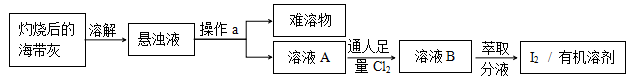 灼烧后的
海带灰
溶解
悬浊液
操作 a
难溶物
溶液 A
通人足
量 Cl₂
溶液 B
萃取
分液
I₂ / 有机溶剂